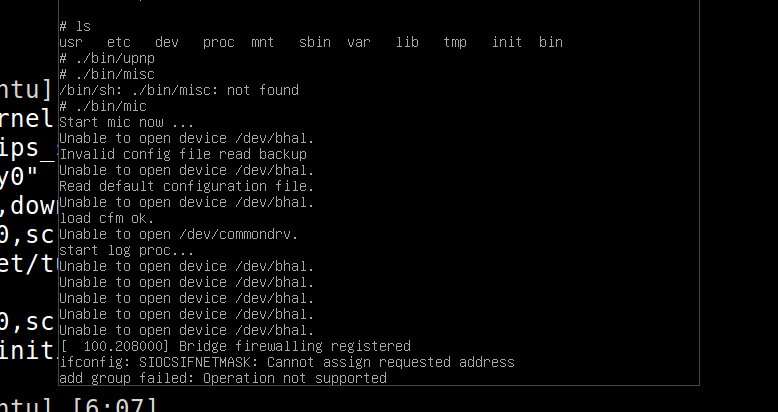 # ls
usr etc dev proc mnt sbin var lib tmp init bin
# ./bin/upnp
# ./bin/misc
/bin/sh: ./bin/misc: not found
# ./bin/mic
Start mic now ...
Unable to open device /dev/bhal.
Invalid config file read backup
Unable to open device /dev/bhal.
Read default configuration file.
Unable to open device /dev/bhal.
load cfm ok.
Unable to open /dev/commondrv.
start log proc...
Unable to open device /dev/bhal.
Unable to open device /dev/bhal.
Unable to open device /dev/bhal.
Unable to open device /dev/bhal.
Unable to open device /dev/bhal.
[ 100.208000] Bridge firewalling registered
ifconfig: SIOCSIFNETMASK: Cannot assign requested address
add group failed: Operation not supported
ntu]
rnel
ips_
y0"
,dow
0,sc
et/t
0,sc
init
ntu] [6:07]